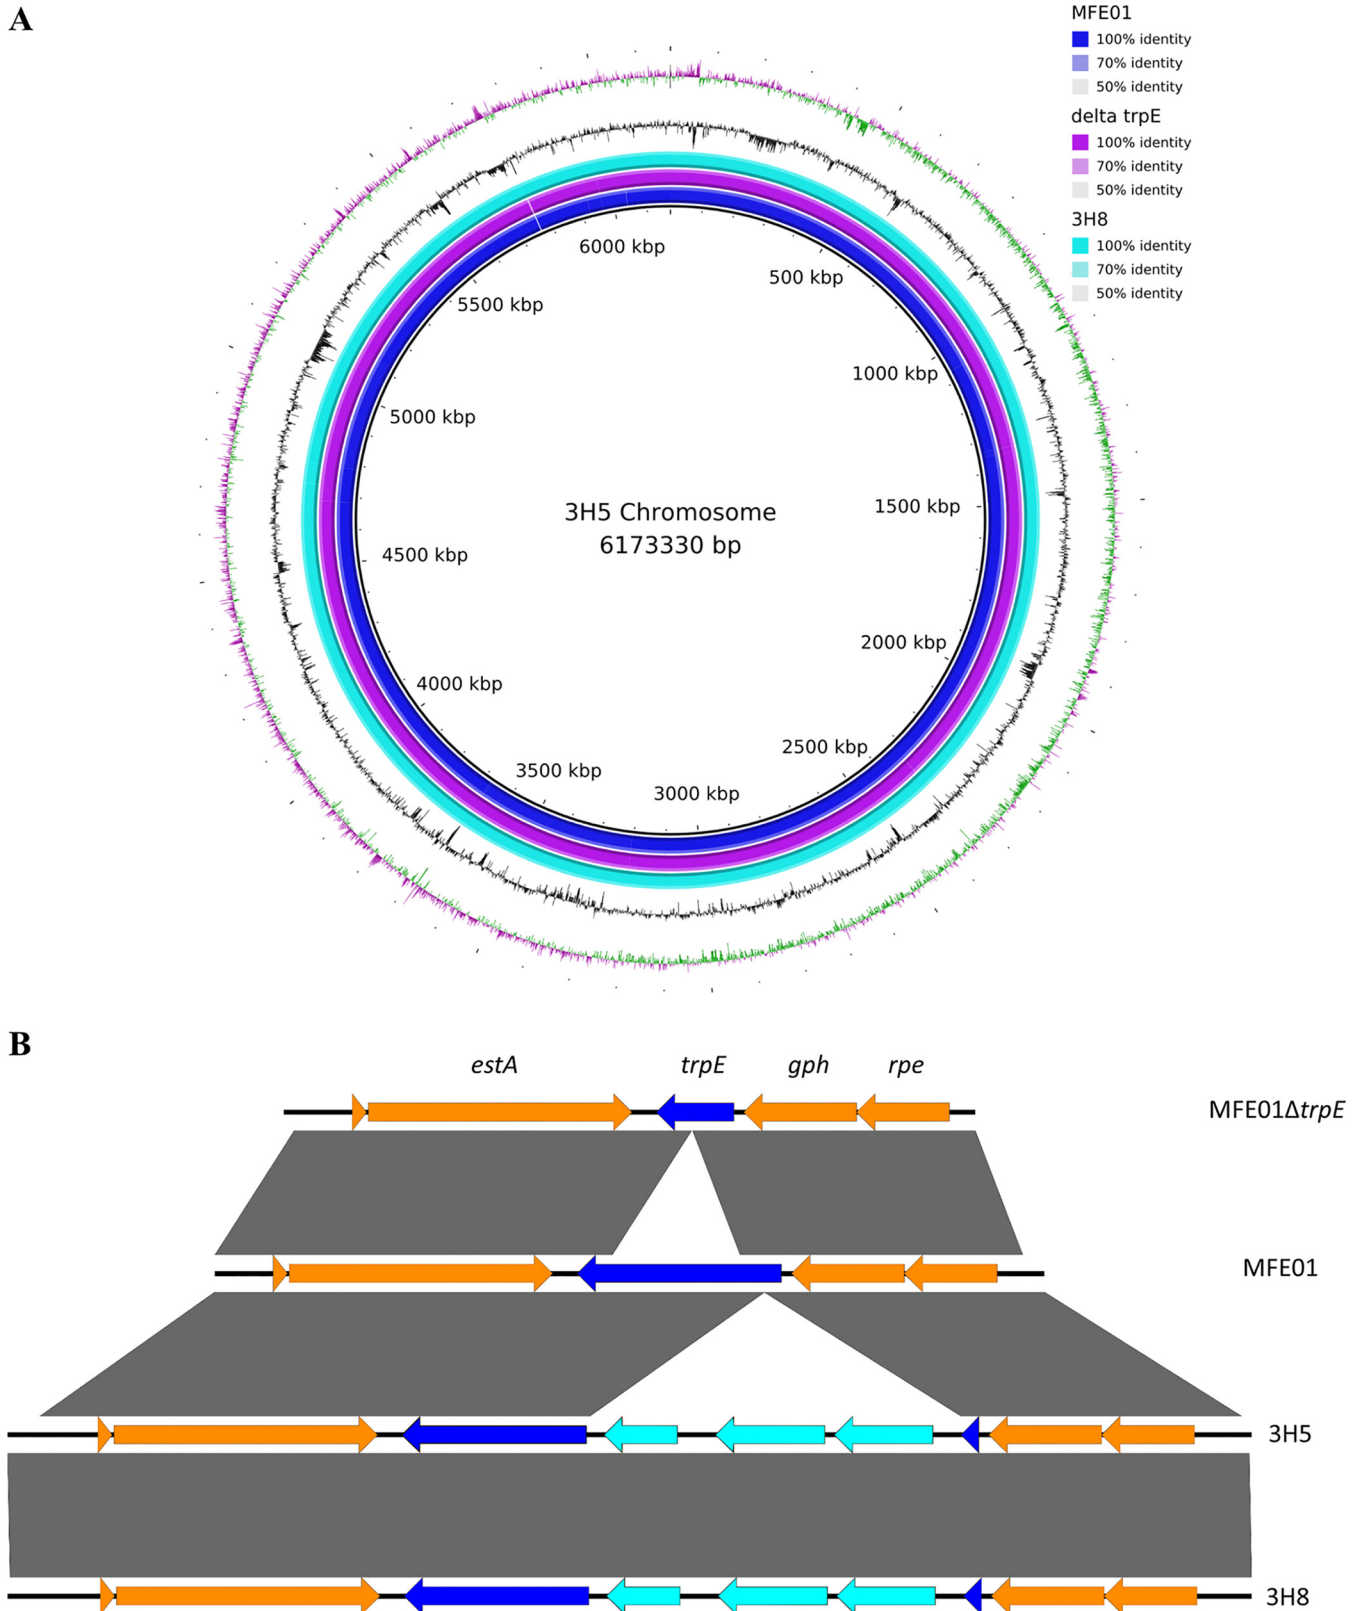 A
MFE01
100% identity
70% identity
50% identity
delta trpE
100% identity
70% identity
50% identity
3H8
100% identity
70% identity
50% identity
6000 kbp
500 kbp
5500 kbp
1000 kbp
5000 kbp
1500 kbp
3H5 Chromosome
6173330 bp
4500 kbp
2000 kbp
4000 kbp
2500 kbp
3500 kbp
3000 kbp
B
estA trpE gph rpe
MFE01ΔtrpE
MFE01
3H5
3H8